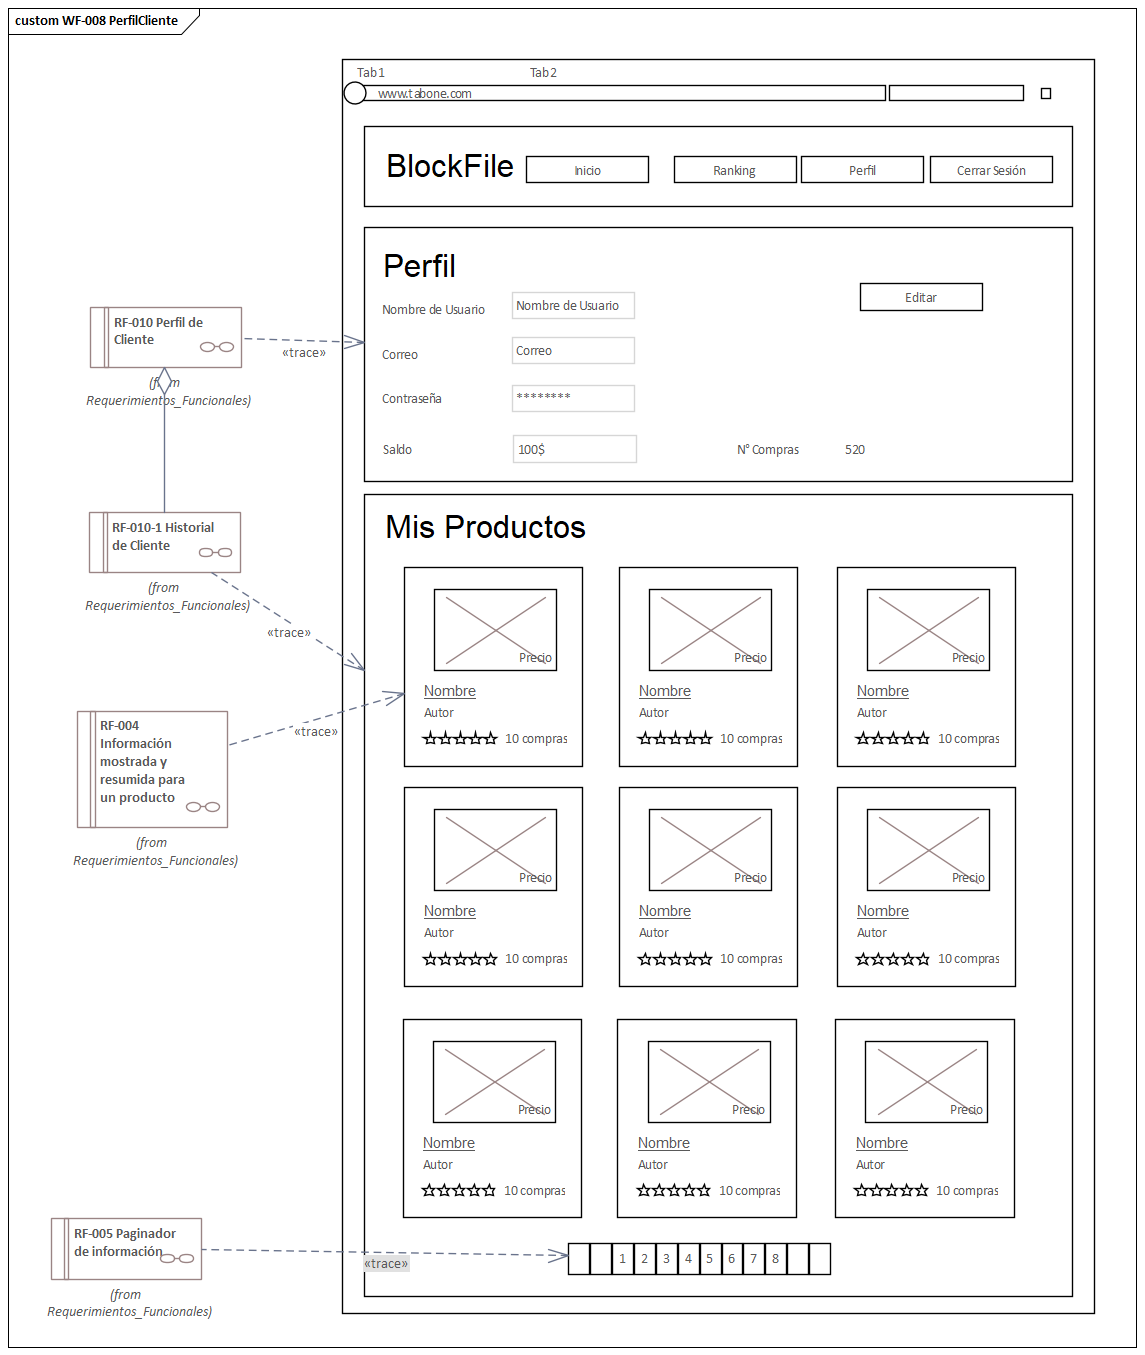 custom WF-008 PerfilCliente
Tab 1
Tab 2
www.tabone.com
BlockFile
Inicio
Ranking
Perfil
Cerrar Sesión
Perfil
Editar
Nombre de Usuario
Nombre de Usuario
Correo
Correo
Contraseña
********
Saldo
100$
N° Compras
520
RF-010 Perfil de
Cliente
(from
Requerimientos_Funcionales)
«trace»
RF-010-1 Historial
de Cliente
(from
Requerimientos_Funcionales)
«trace»
RF-004
Información
mostrada y
resumida para
un producto
(from
Requerimientos_Funcionales)
«trace»
Mis Productos
Precio
Nombre
Autor
10 compras
Precio
Nombre
Autor
10 compras
Precio
Nombre
Autor
10 compras
Precio
Nombre
Autor
10 compras
Precio
Nombre
Autor
10 compras
Precio
Nombre
Autor
10 compras
Precio
Nombre
Autor
10 compras
Precio
Nombre
Autor
10 compras
Precio
Nombre
Autor
10 compras
RF-005 Paginador
de información
(from
Requerimientos_Funcionales)
«trace»
1 2 3 4 5 6 7 8